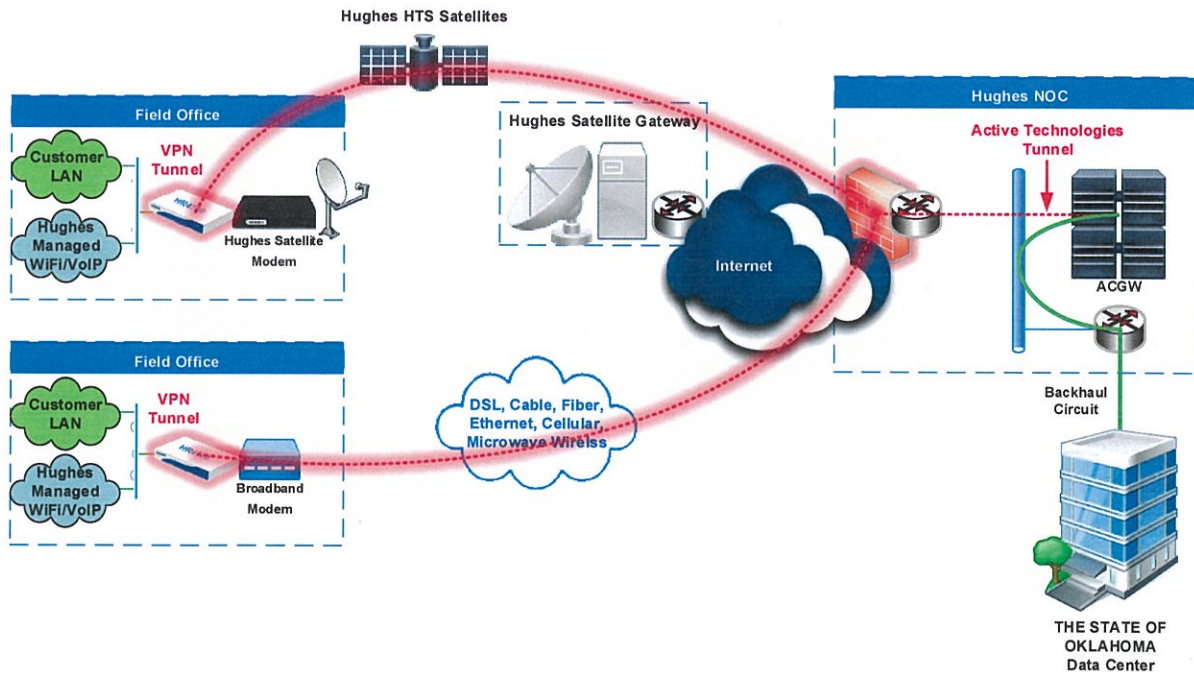 Hughes HTS Satellites
Field Office
Customer
LAN
VPN
Tunnel
Hughes
Managed
WiFi/VoIP
Hughes Satellite
Modem
Hughes Satellite Gateway
Internet
Hughes NOC
Active Technologies
Tunnel
ACGW
Backhaul
Circuit
Field Office
Customer
LAN
VPN
Tunnel
Hughes
Managed
WiFi/VoIP
Broadband
Modem
DSL, Cable, Fiber,
Ethernet, Cellular,
Microwave Wirelss
THE STATE OF
OKLAHOMA
Data Center